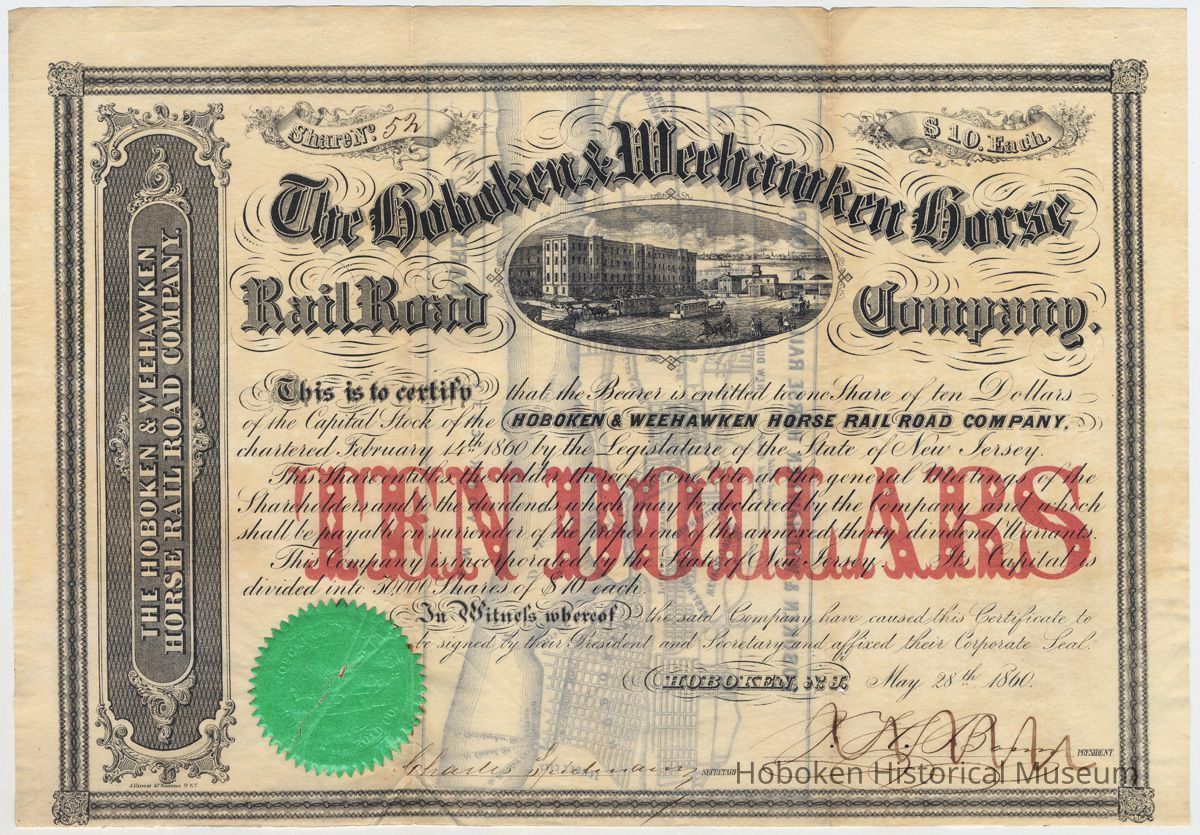 Share No. 52
$10. Each.
The Hoboken & Weehawken Horse
Rail Road Company.
THE HOBOKEN & WEEHAWKEN
HORSE RAIL ROAD COMPANY.
This is to certify that the Bearer is entitled to one Share of ten Dollars
of the Capital Stock of the HOBOKEN & WEEHAWKEN HORSE RAIL ROAD COMPANY,
chartered February 14th 1860 by the Legislature of the State of New Jersey.
TEN DOLLARS
This Share entitles the holder thereof to one vote at the general Meetings of the
Shareholders and to the dividends which may be declared by the Company and which
shall be payable on surrender of the proper one of the annexed thirty dividend Warrants.
This Company is incorporated by the State of New Jersey. Its Capital is
divided into 50,000 Shares of $10 each.
In Witness whereof the said Company have caused this Certificate to
be signed by their President and Secretary and affixed their Corporate Seal.
HOBOKEN, N.J. May 28th 1860.
PRESIDENT
Charles SECRETARY
Hoboken Historical Museum